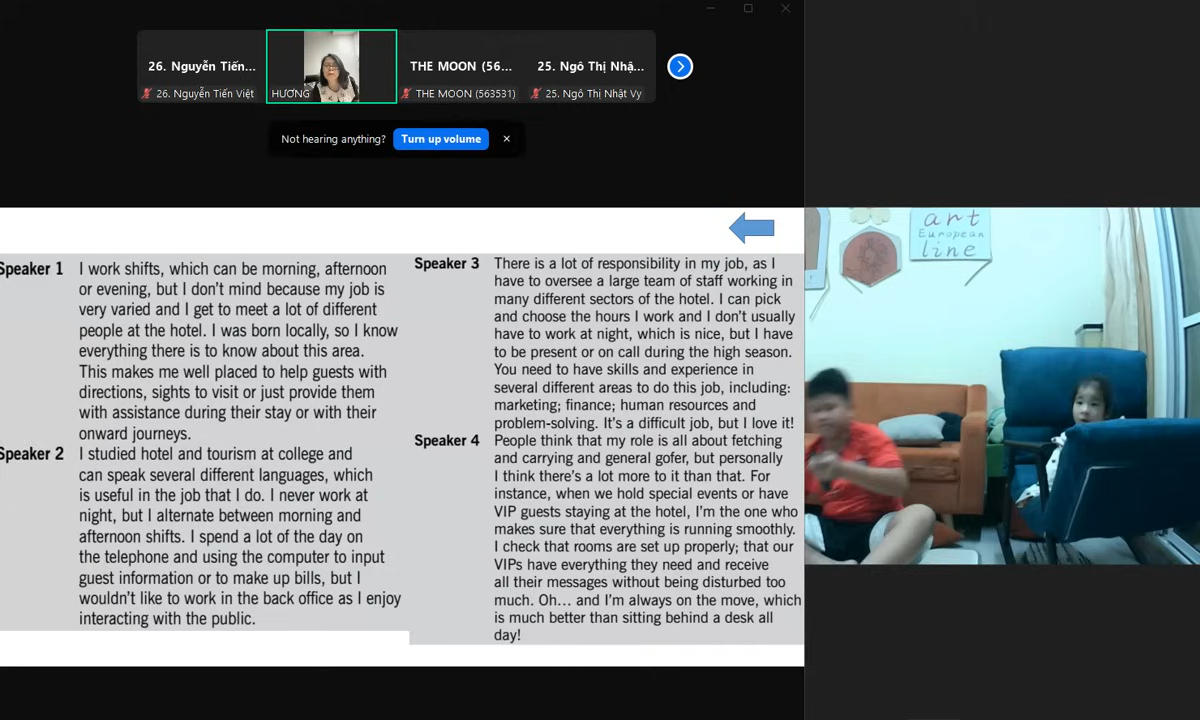 26. Nguyễn Tiến...
26. Nguyễn Tiến Việt
HƯƠNG
THE MOON (56...
THE MOON (563531)
25. Ngô Thị Nhậ...
25. Ngô Thị Nhật Vy
Not hearing anything?
Turn up volume
Speaker 1
I work shifts, which can be morning, afternoon
or evening, but I don't mind because my job is
very varied and I get to meet a lot of different
people at the hotel. I was born locally, so I know
everything there is to know about this area.
This makes me well placed to help guests with
directions, sights to visit or just provide them
with assistance during their stay or with their
onward journeys.
Speaker 2
I studied hotel and tourism at college and
can speak several different languages, which
is useful in the job that I do. I never work at
night, but I alternate between morning and
afternoon shifts. I spend a lot of the day on
the telephone and using the computer to input
guest information or to make up bills, but I
wouldn't like to work in the back office as I enjoy
interacting with the public.
Speaker 3
There is a lot of responsibility in my job, as I
have to oversee a large team of staff working in
many different sectors of the hotel. I can pick
and choose the hours I work and I don't usually
have to work at night, which is nice, but I have
to be present or on call during the high season.
You need to have skills and experience in
several different areas to do this job, including:
marketing; finance; human resources and
problem-solving. It's a difficult job, but I love it!
Speaker 4
People think that my role is all about fetching
and carrying and general gofer, but personally
I think there's a lot more to it than that. For
instance, when we hold special events or have
VIP guests staying at the hotel, I'm the one who
makes sure that everything is running smoothly.
I check that rooms are set up properly; that our
VIPs have everything they need and receive
all their messages without being disturbed too
much. Oh... and I'm always on the move, which
is much better than sitting behind a desk all
day!
art
European
line